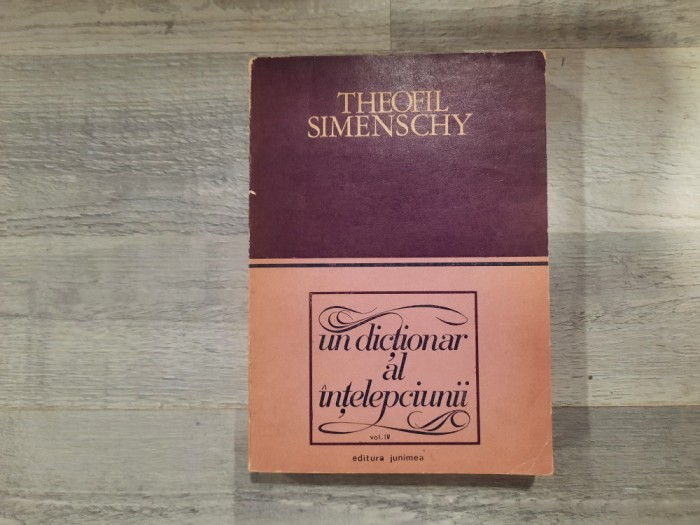 THEOFIL
SIMENSCHY
un dicționar
al
înțelepciunii
vol. IV
editura junimea